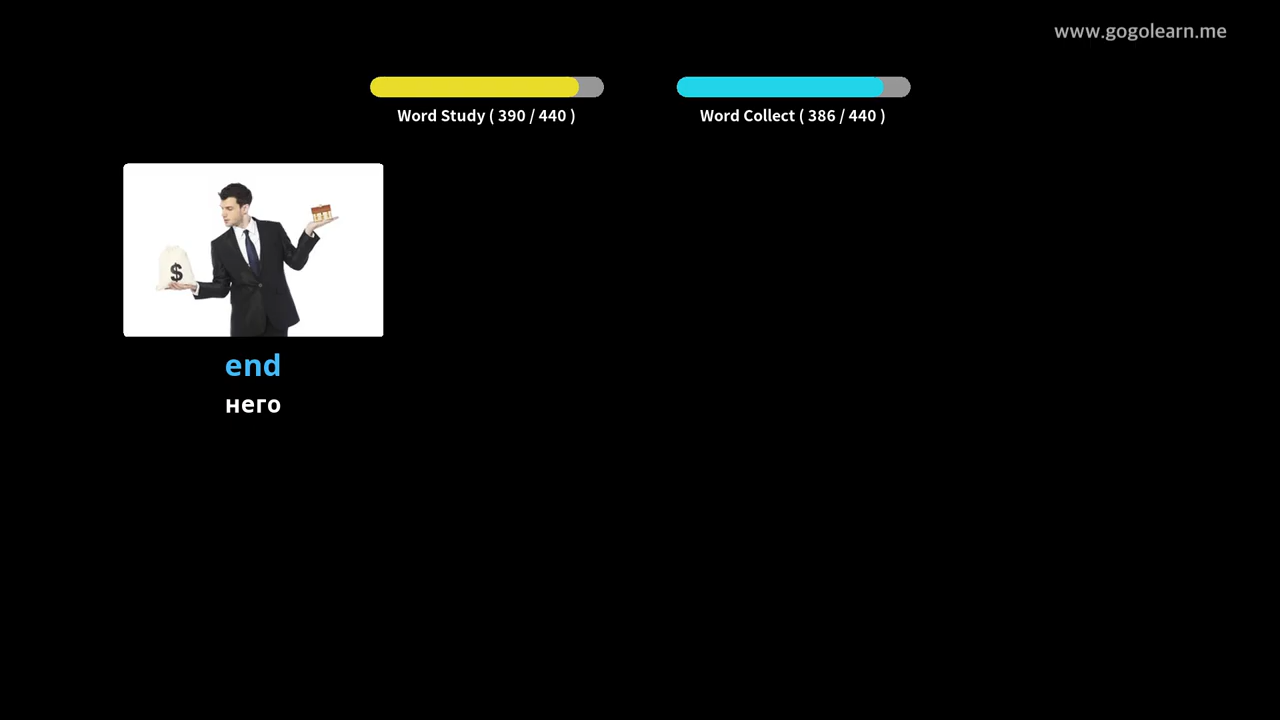 www.gogolearn.me
Word Study ( 390 / 440 )
Word Collect ( 386 / 440 )
$
end
него